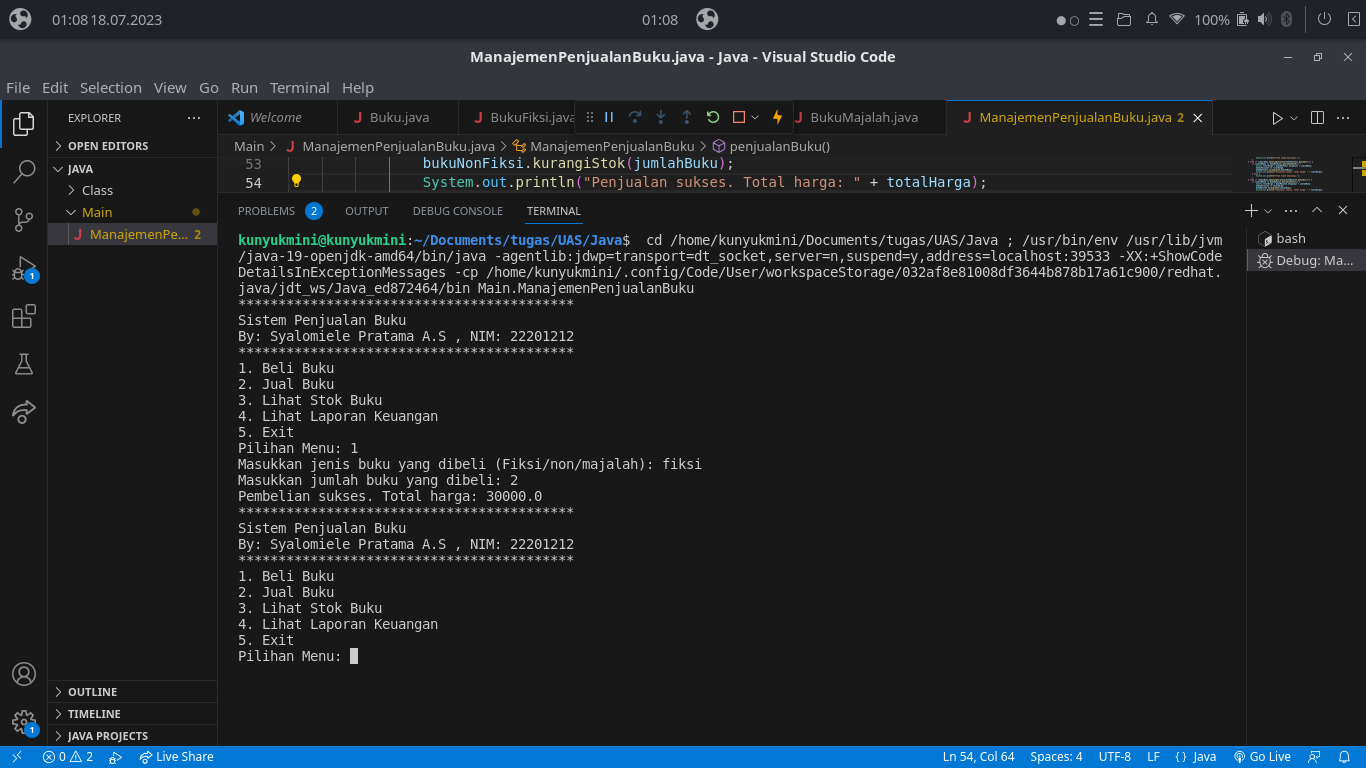 01:08 18.07.2023
01:08
100%
ManajemenPenjualanBuku.java - Java - Visual Studio Code
File Edit Selection View Go Run Terminal Help
EXPLORER
Welcome
Buku.java
BukuFiksi.java
BukuMajalah.java
ManajemenPenjualanBuku.java 2
OPEN EDITORS
Main > ManajemenPenjualanBuku.java > ManajemenPenjualanBuku > penjualanBuku()
JAVA
Class
Main
ManajemenPe... 2
53 bukuNonFiksi.kurangiStok(jumlahBuku);
54 System.out.println("Penjualan sukses. Total harga: " + totalHarga);
PROBLEMS 2 OUTPUT DEBUG CONSOLE TERMINAL
bash
Debug: Ma...
kunyukmini@kunyukmini:~/Documents/tugas/UAS/Java$  cd /home/kunyukmini/Documents/tugas/UAS/Java ; /usr/bin/env /usr/lib/jvm
/java-19-openjdk-amd64/bin/java -agentlib:jdwp=transport=dt_socket,server=n,suspend=y,address=localhost:39533 -XX:+ShowCode
DetailsInExceptionMessages -cp /home/kunyukmini/.config/Code/User/workspaceStorage/032af8e81008df3644b878b17a61c900/redhat.
java/jdt_ws/Java_ed872464/bin Main.ManajemenPenjualanBuku
******************************************
Sistem Penjualan Buku
By: Syalomiele Pratama A.S , NIM: 22201212
******************************************
1. Beli Buku
2. Jual Buku
3. Lihat Stok Buku
4. Lihat Laporan Keuangan
5. Exit
Pilihan Menu: 1
Masukkan jenis buku yang dibeli (Fiksi/non/majalah): fiksi
Masukkan jumlah buku yang dibeli: 2
Pembelian sukses. Total harga: 30000.0
******************************************
Sistem Penjualan Buku
By: Syalomiele Pratama A.S , NIM: 22201212
******************************************
1. Beli Buku
2. Jual Buku
3. Lihat Stok Buku
4. Lihat Laporan Keuangan
5. Exit
Pilihan Menu:
1
1
OUTLINE
TIMELINE
JAVA PROJECTS
0 2 Live Share
Ln 54, Col 64 Spaces: 4 UTF-8 LF {} Java Go Live